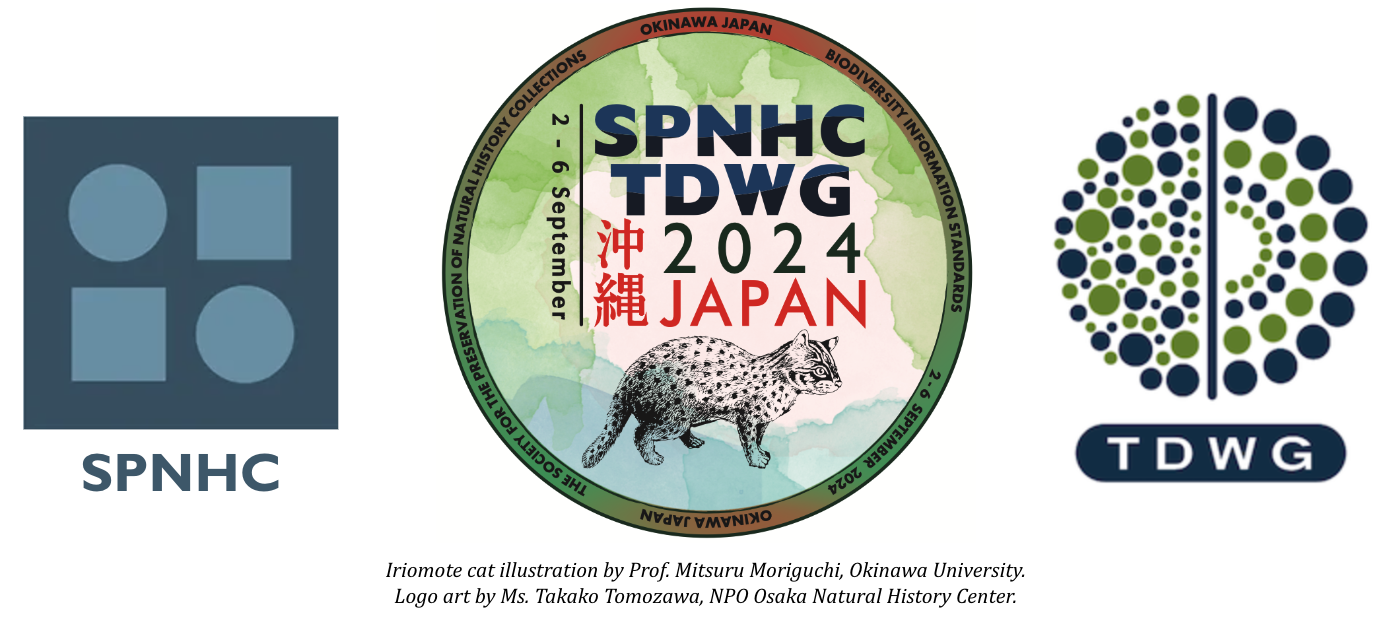 SPNHC
OKINAWA JAPAN
THE SOCIETY FOR THE PRESERVATION OF NATURAL HISTORY COLLECTIONS
BIODIVERSITY INFORMATION STANDARDS
2 - 6 September
SPNHC
TDWG
沖縄
2024
JAPAN
2-6 SEPTEMBER 2024
OKINAWA JAPAN
TDWG
Iriomote cat illustration by Prof. Mitsuru Moriguchi, Okinawa University.
Logo art by Ms. Takako Tomozawa, NPO Osaka Natural History Center.